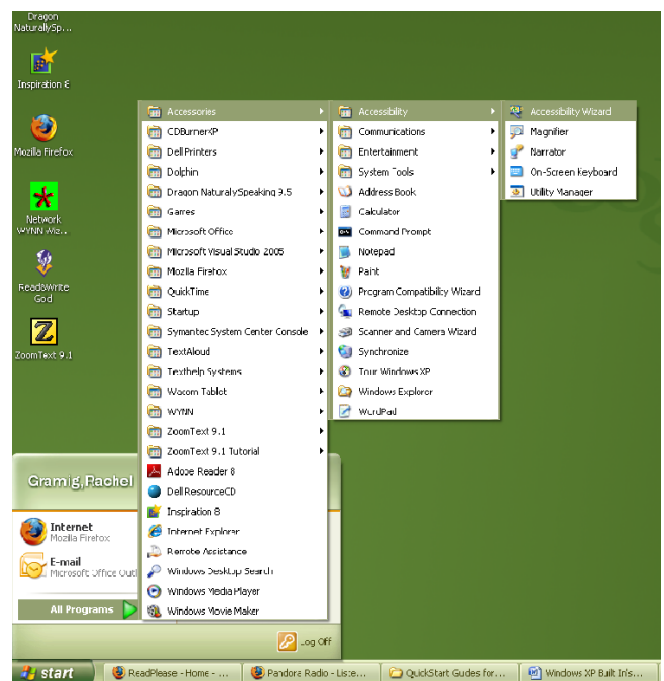 Dragon
NaturallySp...
Inspiration 8
Mozilla Firefox
Network
WYNN Wiz...
Read&Write
Gold
ZoomText 9.1
Accessories
CDBurnerXP
Dell Printers
Dolphin
Dragon NaturallySpeaking 9.5
Games
Microsoft Office
Microsoft Visual Studio 2005
Mozilla Firefox
QuickTime
Startup
Symantec System Center Console
TextAloud
Texthelp Systems
Wacom Tablet
WYNN
ZoomText 9.1
ZoomText 9.1 Tutorial
Adobe Reader 8
Dell ResourceCD
Inspiration 8
Internet Explorer
Remote Assistance
Windows Desktop Search
Windows Media Player
Windows Movie Maker
Accessibility
Communications
Entertainment
System Tools
Address Book
Calculator
Command Prompt
Notepad
Paint
Program Compatibility Wizard
Remote Desktop Connection
Scanner and Camera Wizard
Synchronize
Tour Windows XP
Windows Explorer
WordPad
Accessibility Wizard
Magnifier
Narrator
On-Screen Keyboard
Utility Manager
Gramig, Rachel
Internet
Mozilla Firefox
E-mail
Microsoft Office Outl
All Programs
Log Off
start
ReadPlease - Home - ...
Pandora Radio - Liste...
QuickStart Guides for...
Windows XP Built In's...